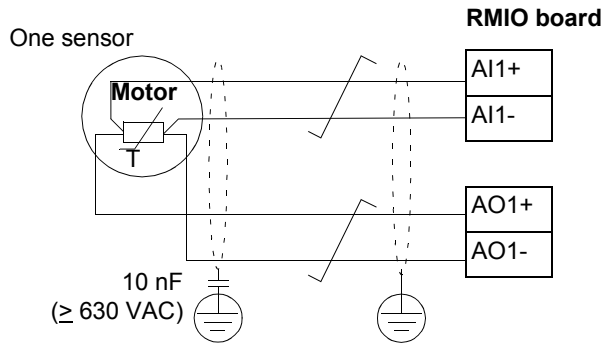 RMIO board
One sensor
Motor
T
AI1+
AI1-
AO1+
AO1-
10 nF
(≥ 630 VAC)